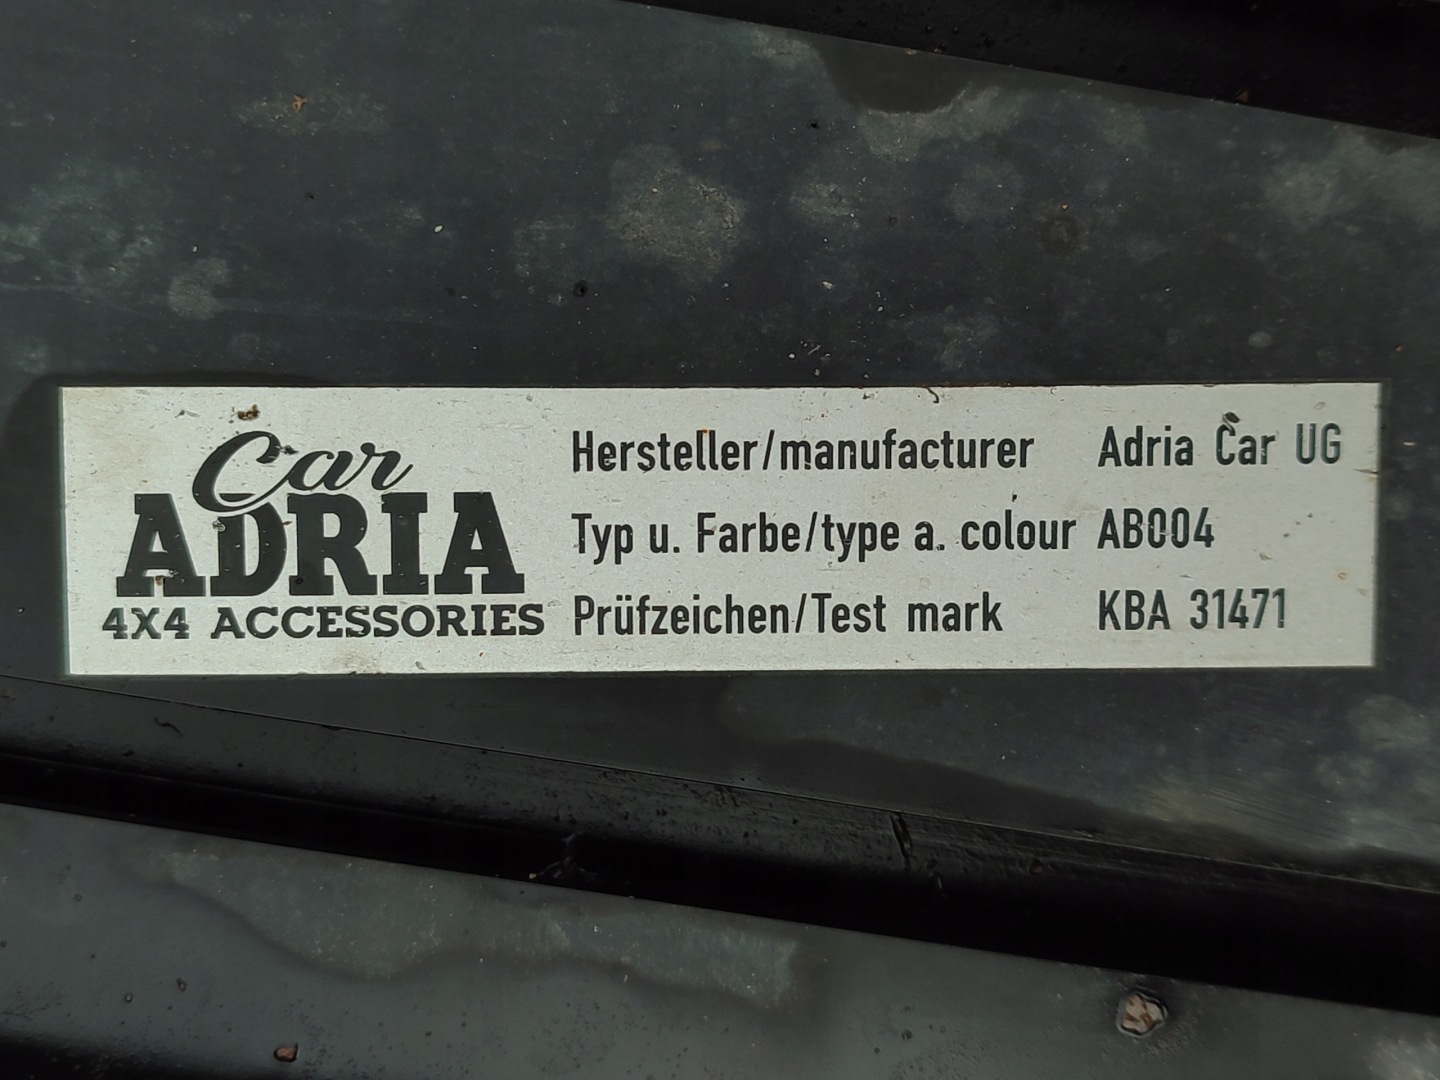 Car
ADRIA
4X4 ACCESSORIES
Hersteller/manufacturer Adria Car UG
Typ u. Farbe/type a. colour AB004
Prüfzeichen/Test mark KBA 31471